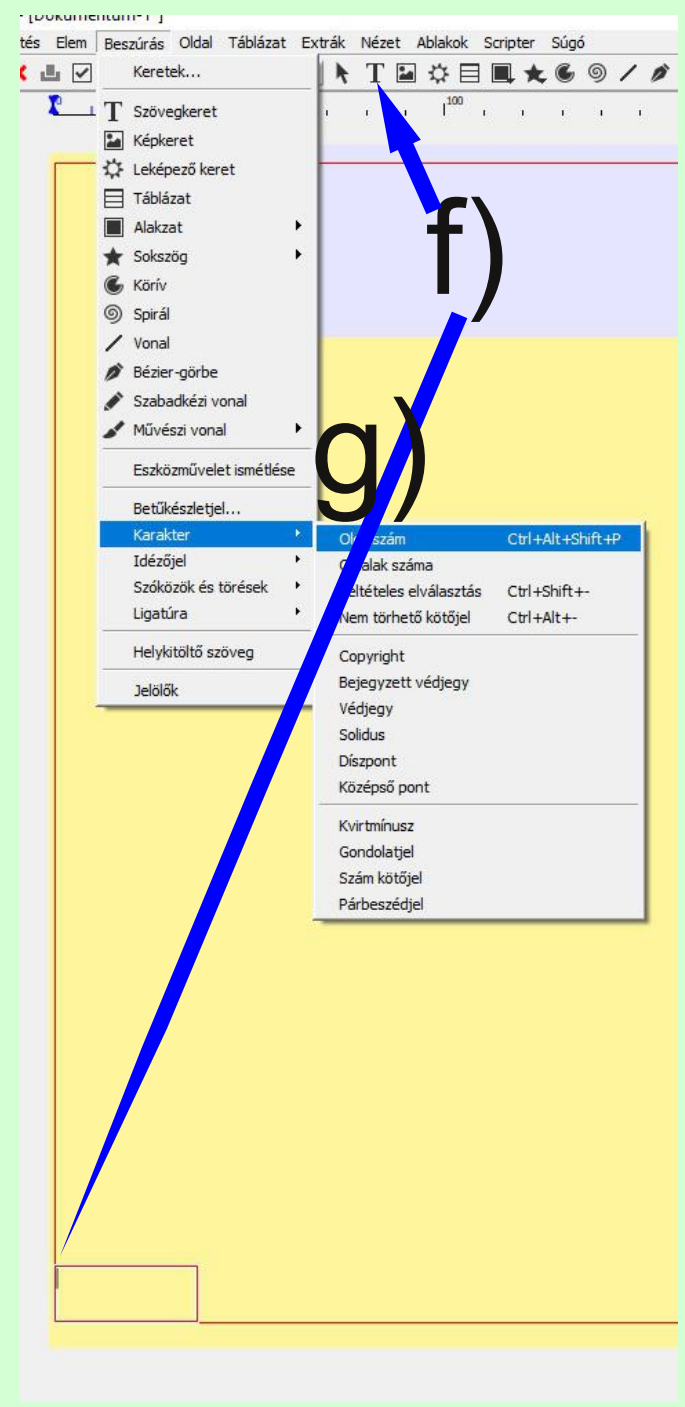 - [Dokumentum-1 ]
tés Elem Beszúrás Oldal Táblázat Extrák Nézet Ablakok Scripter Súgó
Keretek...
100
Szövegkeret
Képkeret
Leképező keret
Táblázat
Alakzat
Sokszög
Körív
Spirál
Vonal
Bézier-görbe
Szabadkézi vonal
Művészi vonal
Eszközművelet ismétlése
Betűkészletjel...
Karakter
Idézőjel
Szóközök és törések
Ligatúra
Helykitöltő szöveg
Jelölők
f)
g)
Ctrl+Alt+Shift+P
száma
elválasztás Ctrl+Shift+-
Nem törhető kötőjel Ctrl+Alt+-
Copyright
Bejegyzett védjegy
Védjegy
Solidus
Díszpont
Középső pont
Kvirtmínusz
Gondolatjel
Szám kötőjel
Párbeszédjel